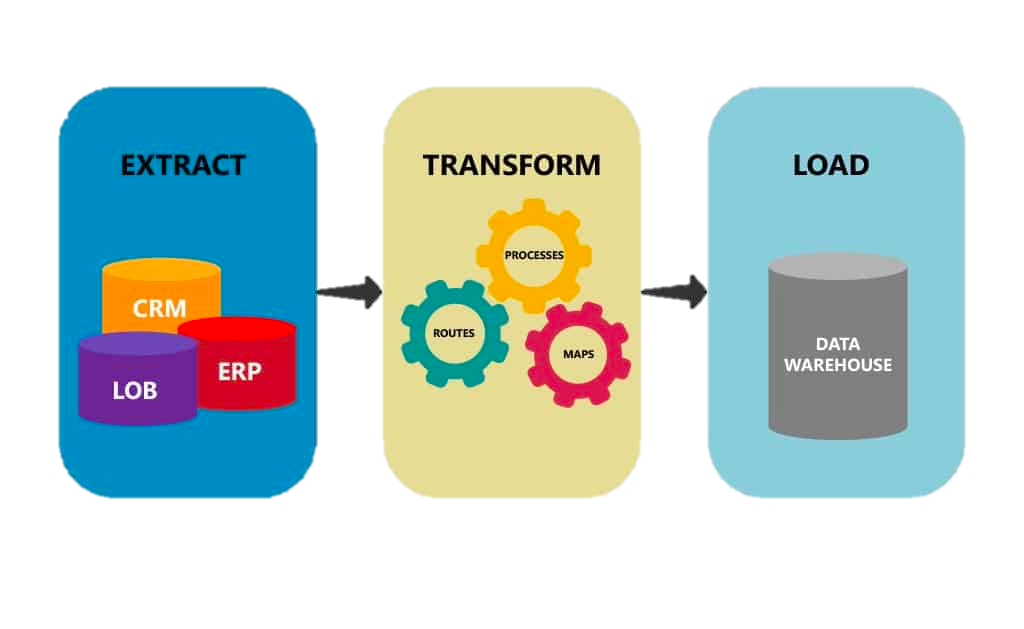 EXTRACT
CRM
ERP
LOB
TRANSFORM
PROCESSES
ROUTES
MAPS
LOAD
DATA
WAREHOUSE